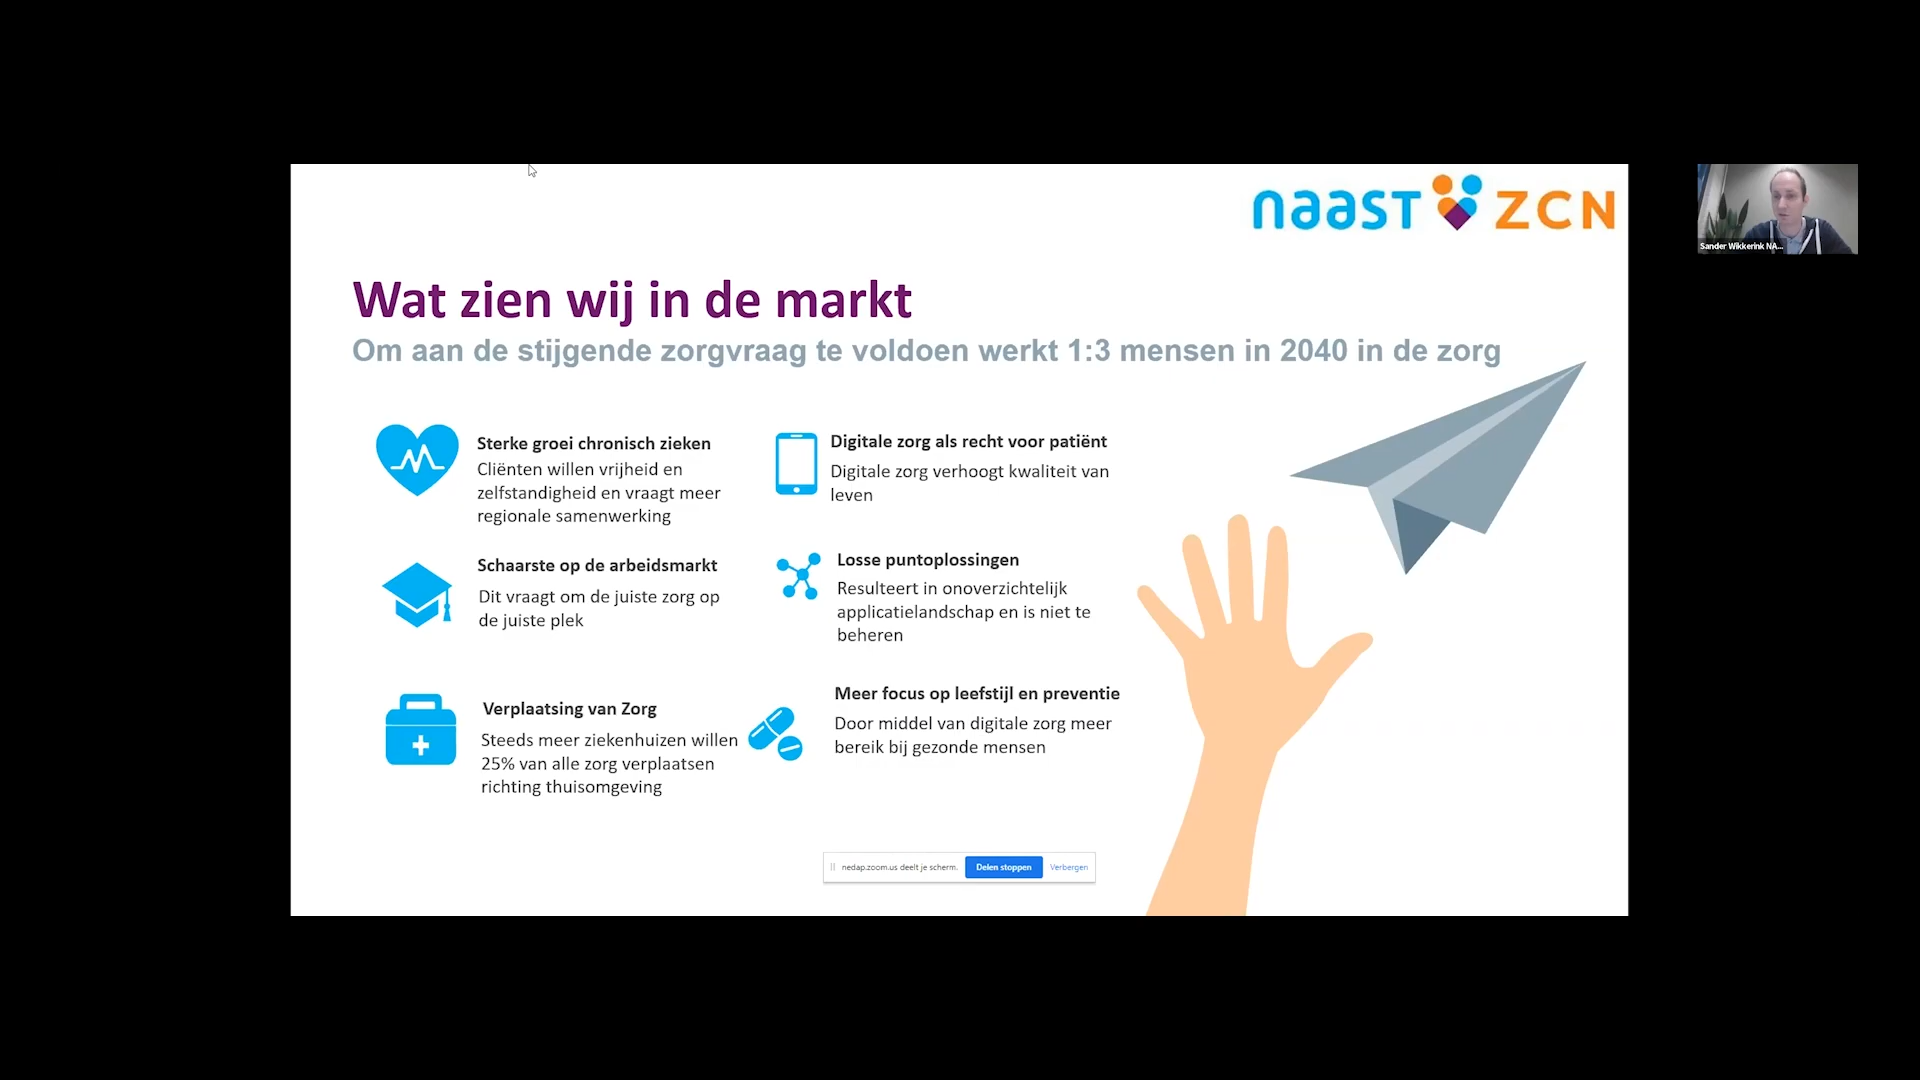 naast ZCN
Sander Wikkerink NA...
Wat zien wij in de markt
Om aan de stijgende zorgvraag te voldoen werkt 1:3 mensen in 2040 in de zorg
Sterke groei chronisch zieken
Cliënten willen vrijheid en
zelfstandigheid en vraagt meer
regionale samenwerking
Digitale zorg als recht voor patiënt
Digitale zorg verhoogt kwaliteit van
leven
Schaarste op de arbeidsmarkt
Dit vraagt om de juiste zorg op
de juiste plek
Losse puntoplossingen
Resulteert in onoverzichtelijk
applicatielandschap en is niet te
beheren
Verplaatsing van Zorg
Steeds meer ziekenhuizen willen
25% van alle zorg verplaatsen
richting thuisomgeving
Meer focus op leefstijl en preventie
Door middel van digitale zorg meer
bereik bij gezonde mensen
nedap.zoom.us deelt je scherm. Delen stoppen Verbergen